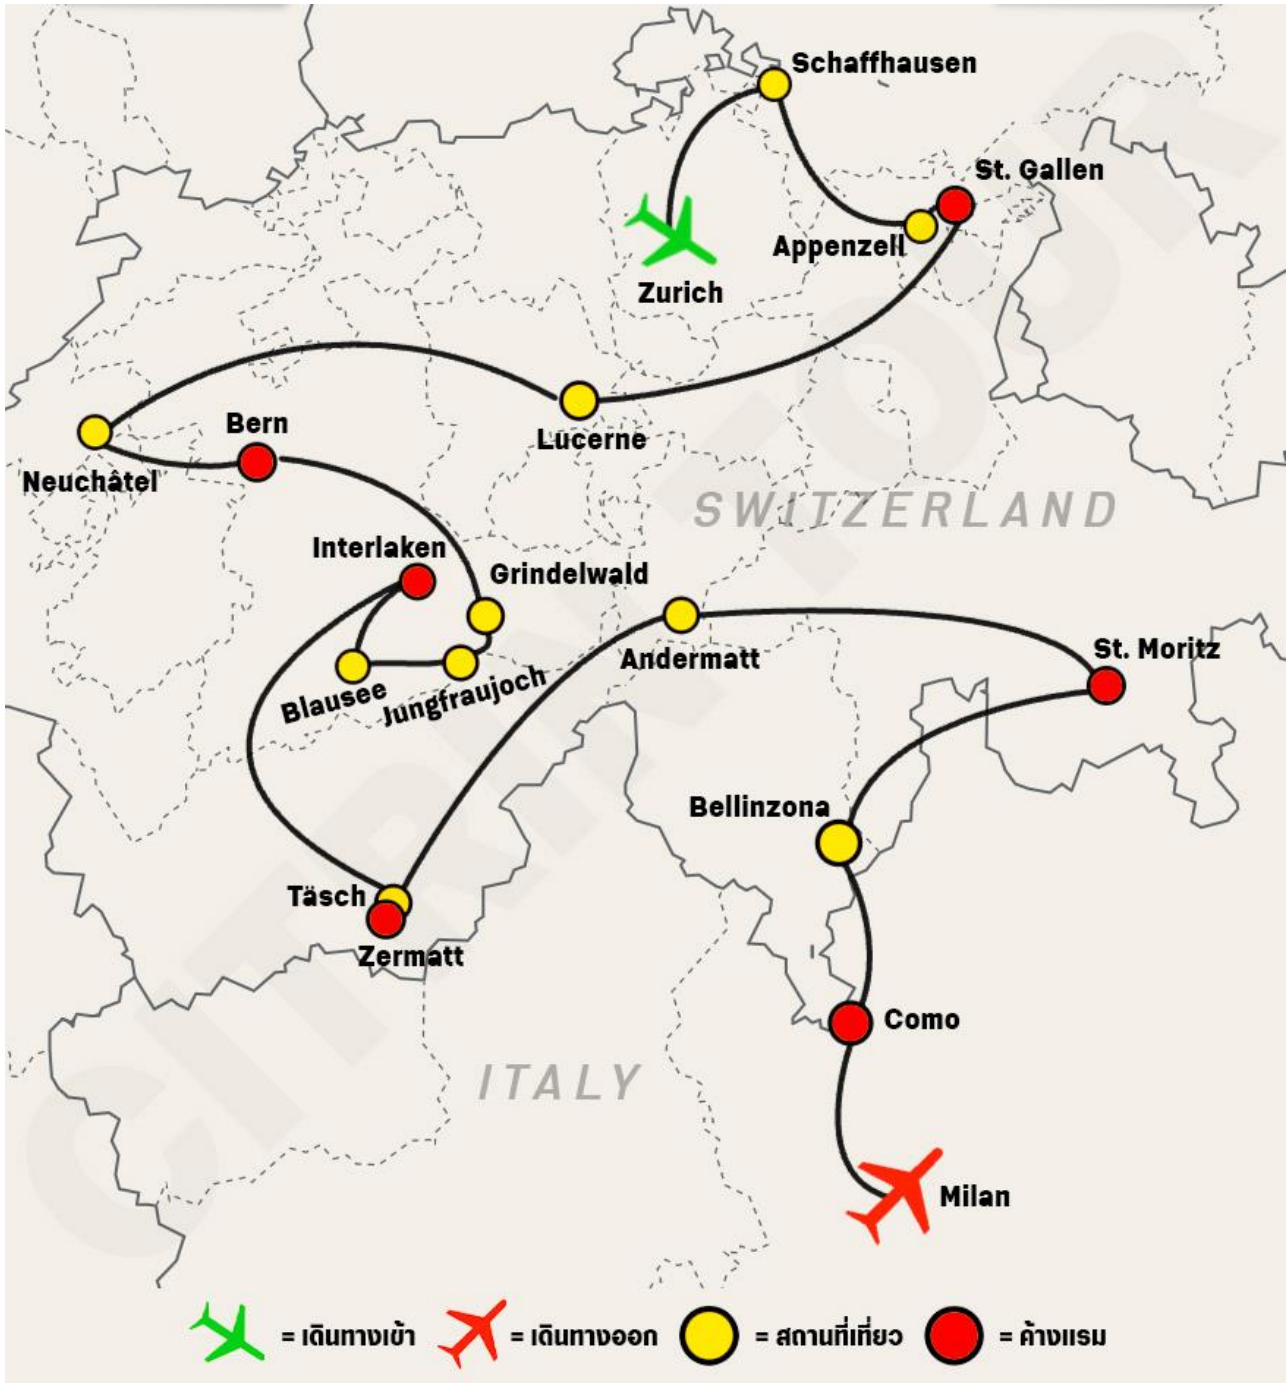 Schaffhausen
St. Gallen
Appenzell
Zurich
Bern
Lucerne
Neuchâtel
SWITZERLAND
Interlaken
Grindelwald
Andermatt
St. Moritz
Blausee
Jungfraujoch
Bellinzona
Täsch
Zermatt
Como
ITALY
Milan
= เดินทางเข้า = เดินทางออก = สถานที่เที่ยว = ค้างแรม
CITRIN TOUR